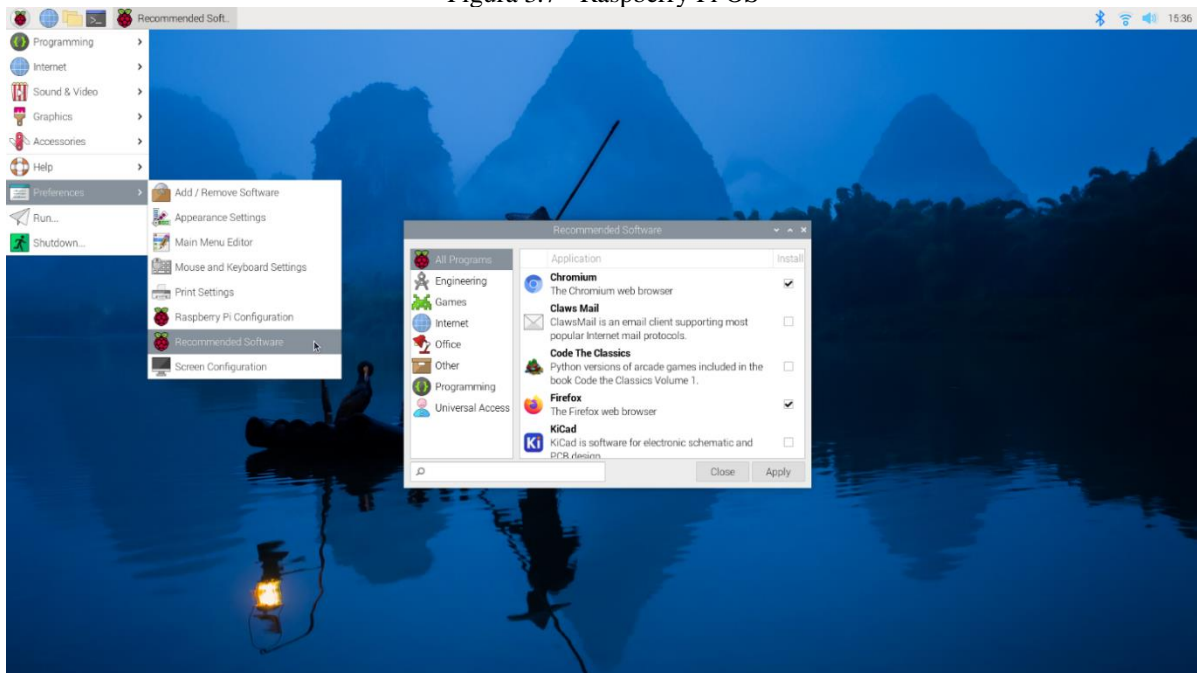 Figura 3.7 - Raspberry Pi OS
Recommended Soft..
15:36
Programming
Internet
Sound & Video
Graphics
Accessories
Help
Preferences
Run...
Shutdown...
Add / Remove Software
Appearance Settings
Main Menu Editor
Mouse and Keyboard Settings
Print Settings
Raspberry Pi Configuration
Recommended Software
Screen Configuration
Recommended Software
All Programs
Engineering
Games
Internet
Office
Other
Programming
Universal Access
Application Install
Chromium
The Chromium web browser
Claws Mail
ClawsMail is an email client supporting most
popular Internet mail protocols.
Code The Classics
Python versions of arcade games included in the
book Code the Classics Volume 1.
Firefox
The Firefox web browser
KiCad
Ki
KiCad is software for electronic schematic and
PCB design
Close Apply